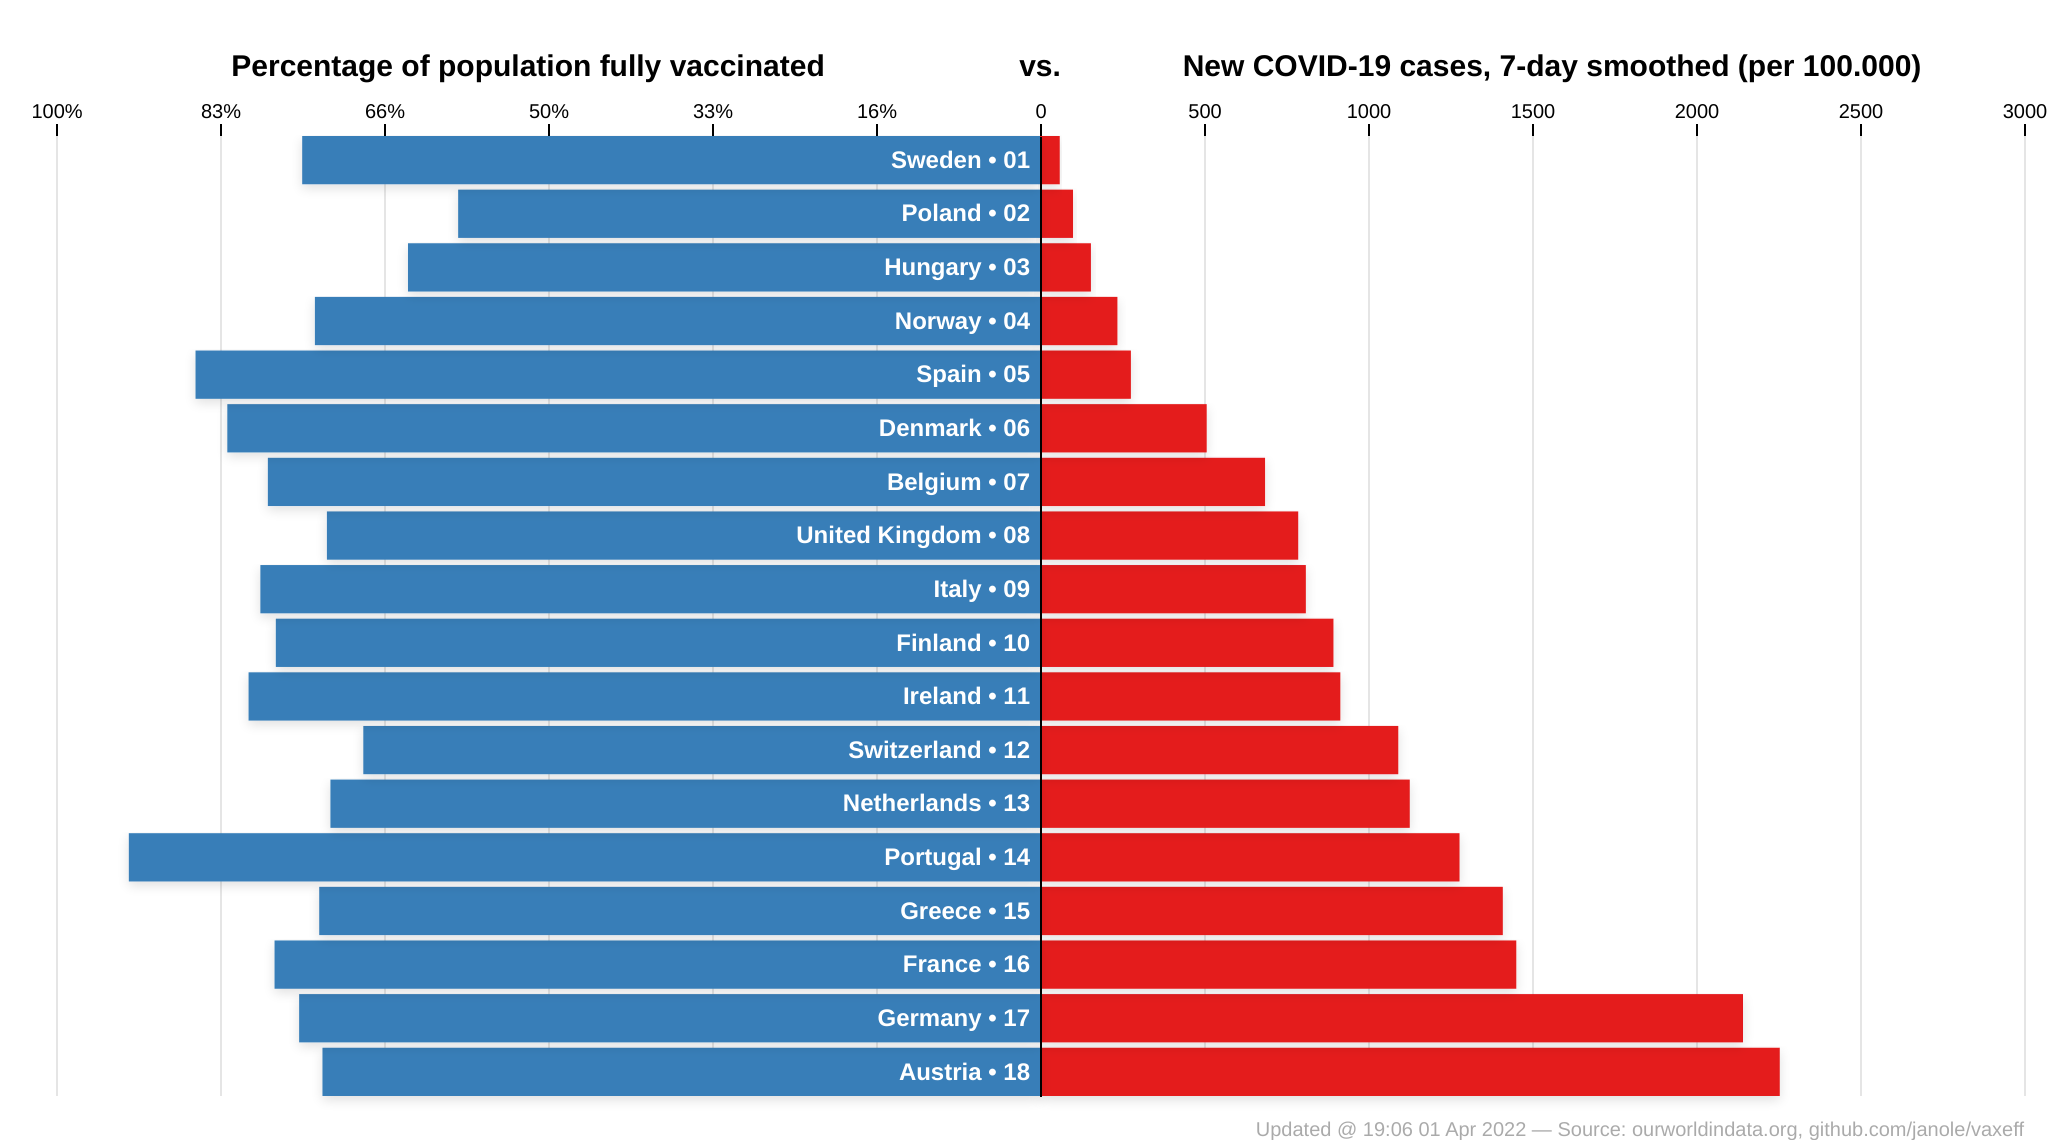 Percentage of population fully vaccinated vs. New COVID-19 cases, 7-day smoothed (per 100.000)
100% 83% 66% 50% 33% 16% 0 500 1000 1500 2000 2500 3000
Sweden • 01
Poland • 02
Hungary • 03
Norway • 04
Spain • 05
Denmark • 06
Belgium • 07
United Kingdom • 08
Italy • 09
Finland • 10
Ireland • 11
Switzerland • 12
Netherlands • 13
Portugal • 14
Greece • 15
France • 16
Germany • 17
Austria • 18
Updated @ 19:06 01 Apr 2022 — Source: ourworldindata.org, github.com/janole/vaxeff